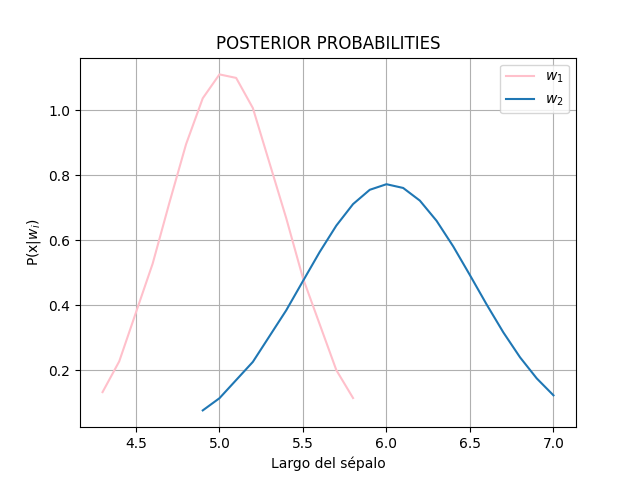 POSTERIOR PROBABILITIES
w₁
w₂
P(x|wᵢ)
1.0
0.8
0.6
0.4
0.2
4.5 5.0 5.5 6.0 6.5 7.0
Largo del sépalo